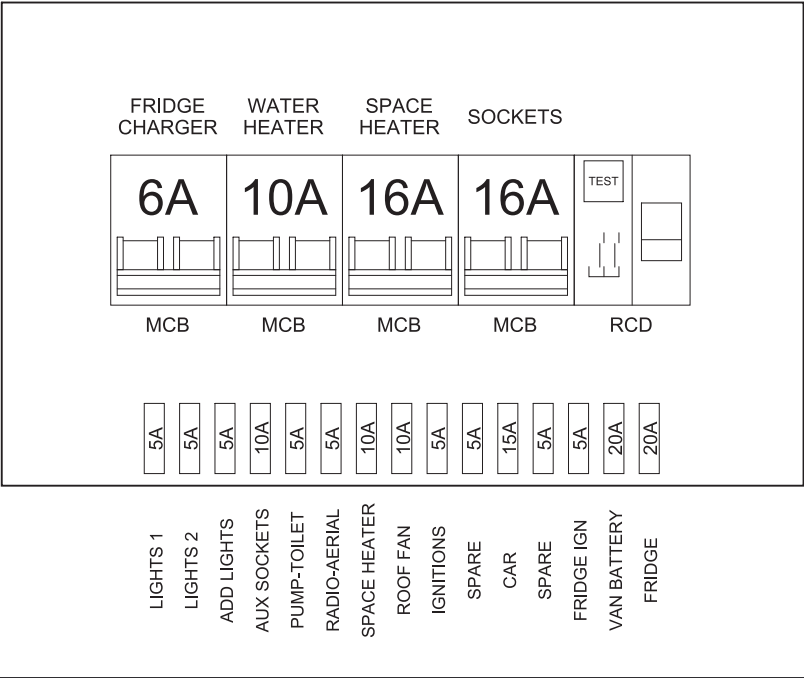 FRIDGE
CHARGER
WATER
HEATER
SPACE
HEATER
SOCKETS
6A
10A
16A
16A
TEST
MCB
MCB
MCB
MCB
RCD
5A
5A
5A
10A
5A
5A
10A
10A
5A
5A
15A
5A
5A
20A
20A
LIGHTS 1
LIGHTS 2
ADD LIGHTS
AUX SOCKETS
PUMP-TOILET
RADIO-AERIAL
SPACE HEATER
ROOF FAN
IGNITIONS
SPARE
CAR
SPARE
FRIDGE IGN
VAN BATTERY
FRIDGE